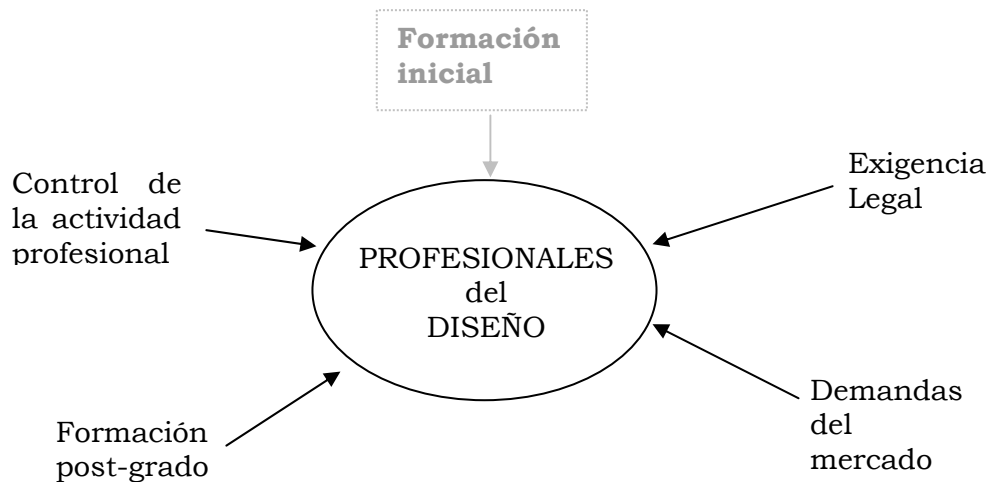 Formación
inicial
Control de
la actividad
profesional
Exigencia
Legal
PROFESIONALES
del
DISEÑO
Formación
post-grado
Demandas
del
mercado